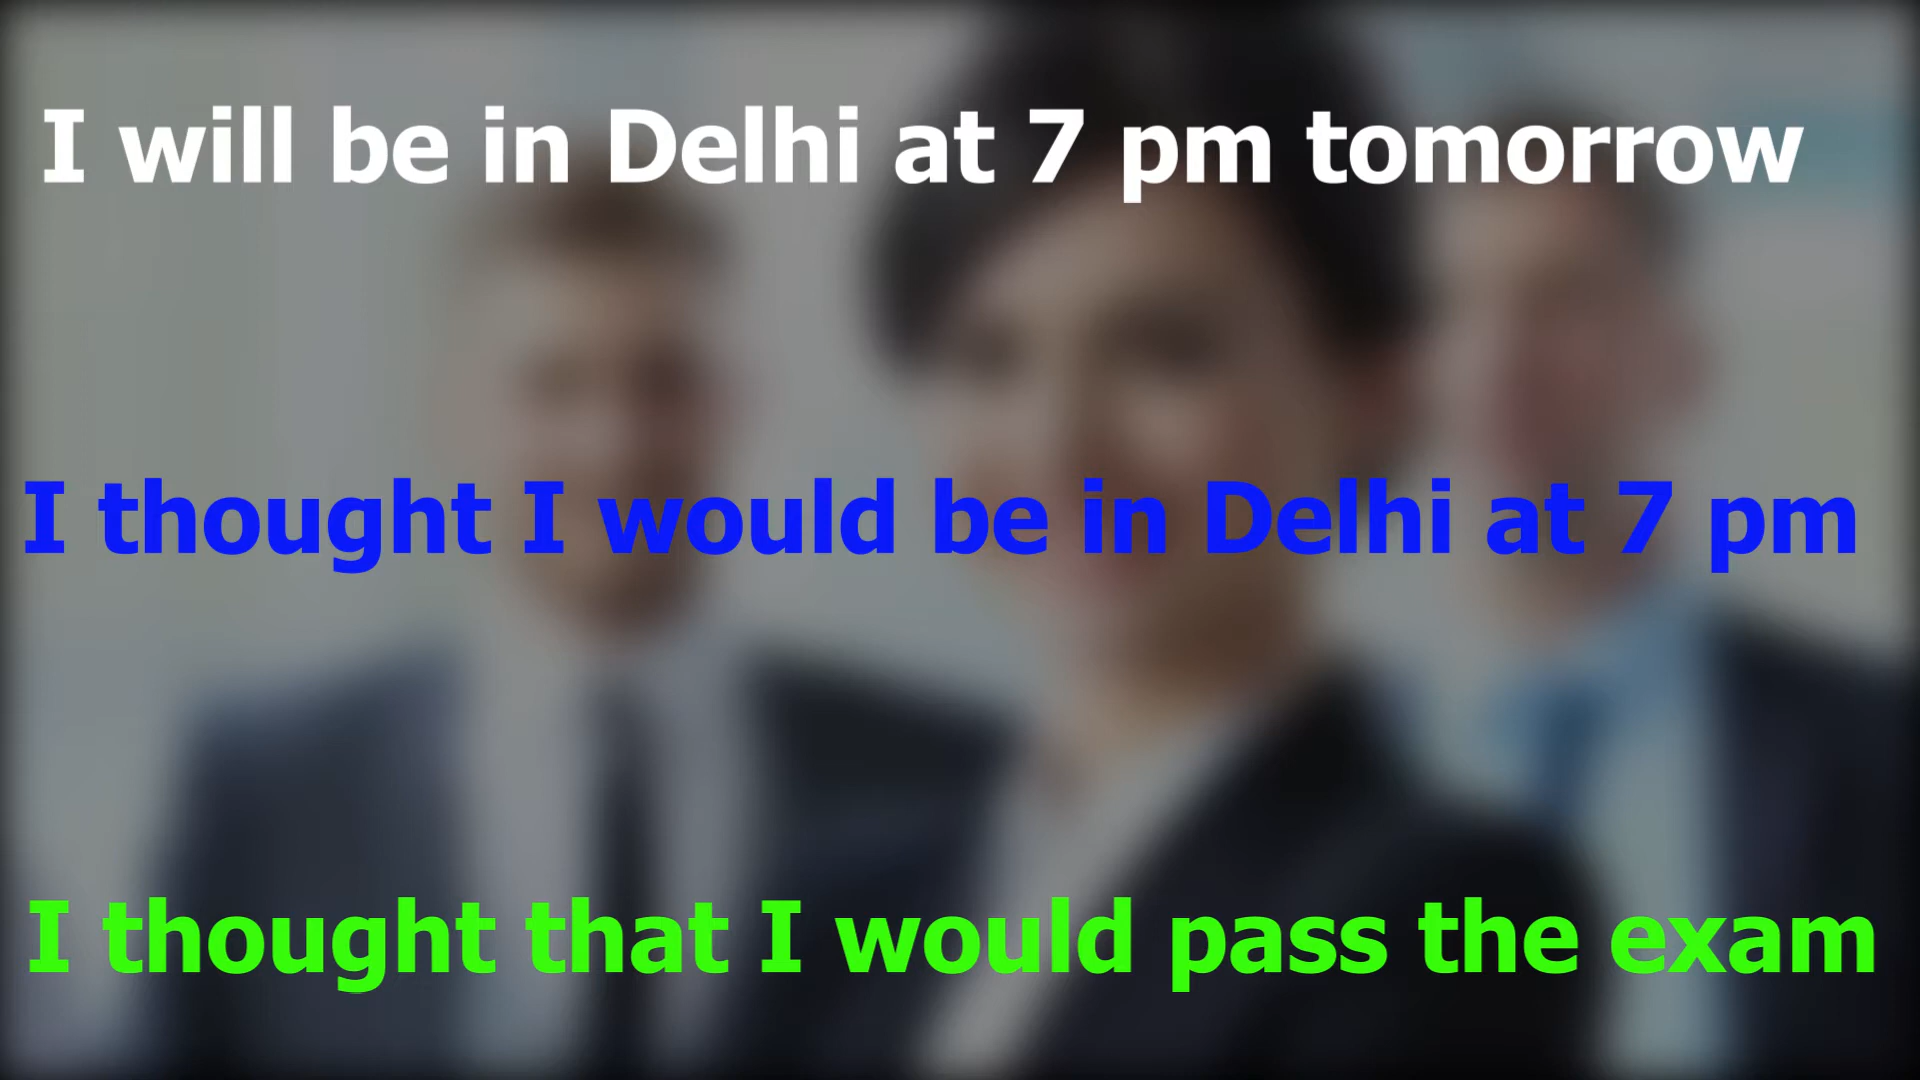 I will be in Delhi at 7 pm tomorrow
I thought I would be in Delhi at 7 pm
I thought that I would pass the exam